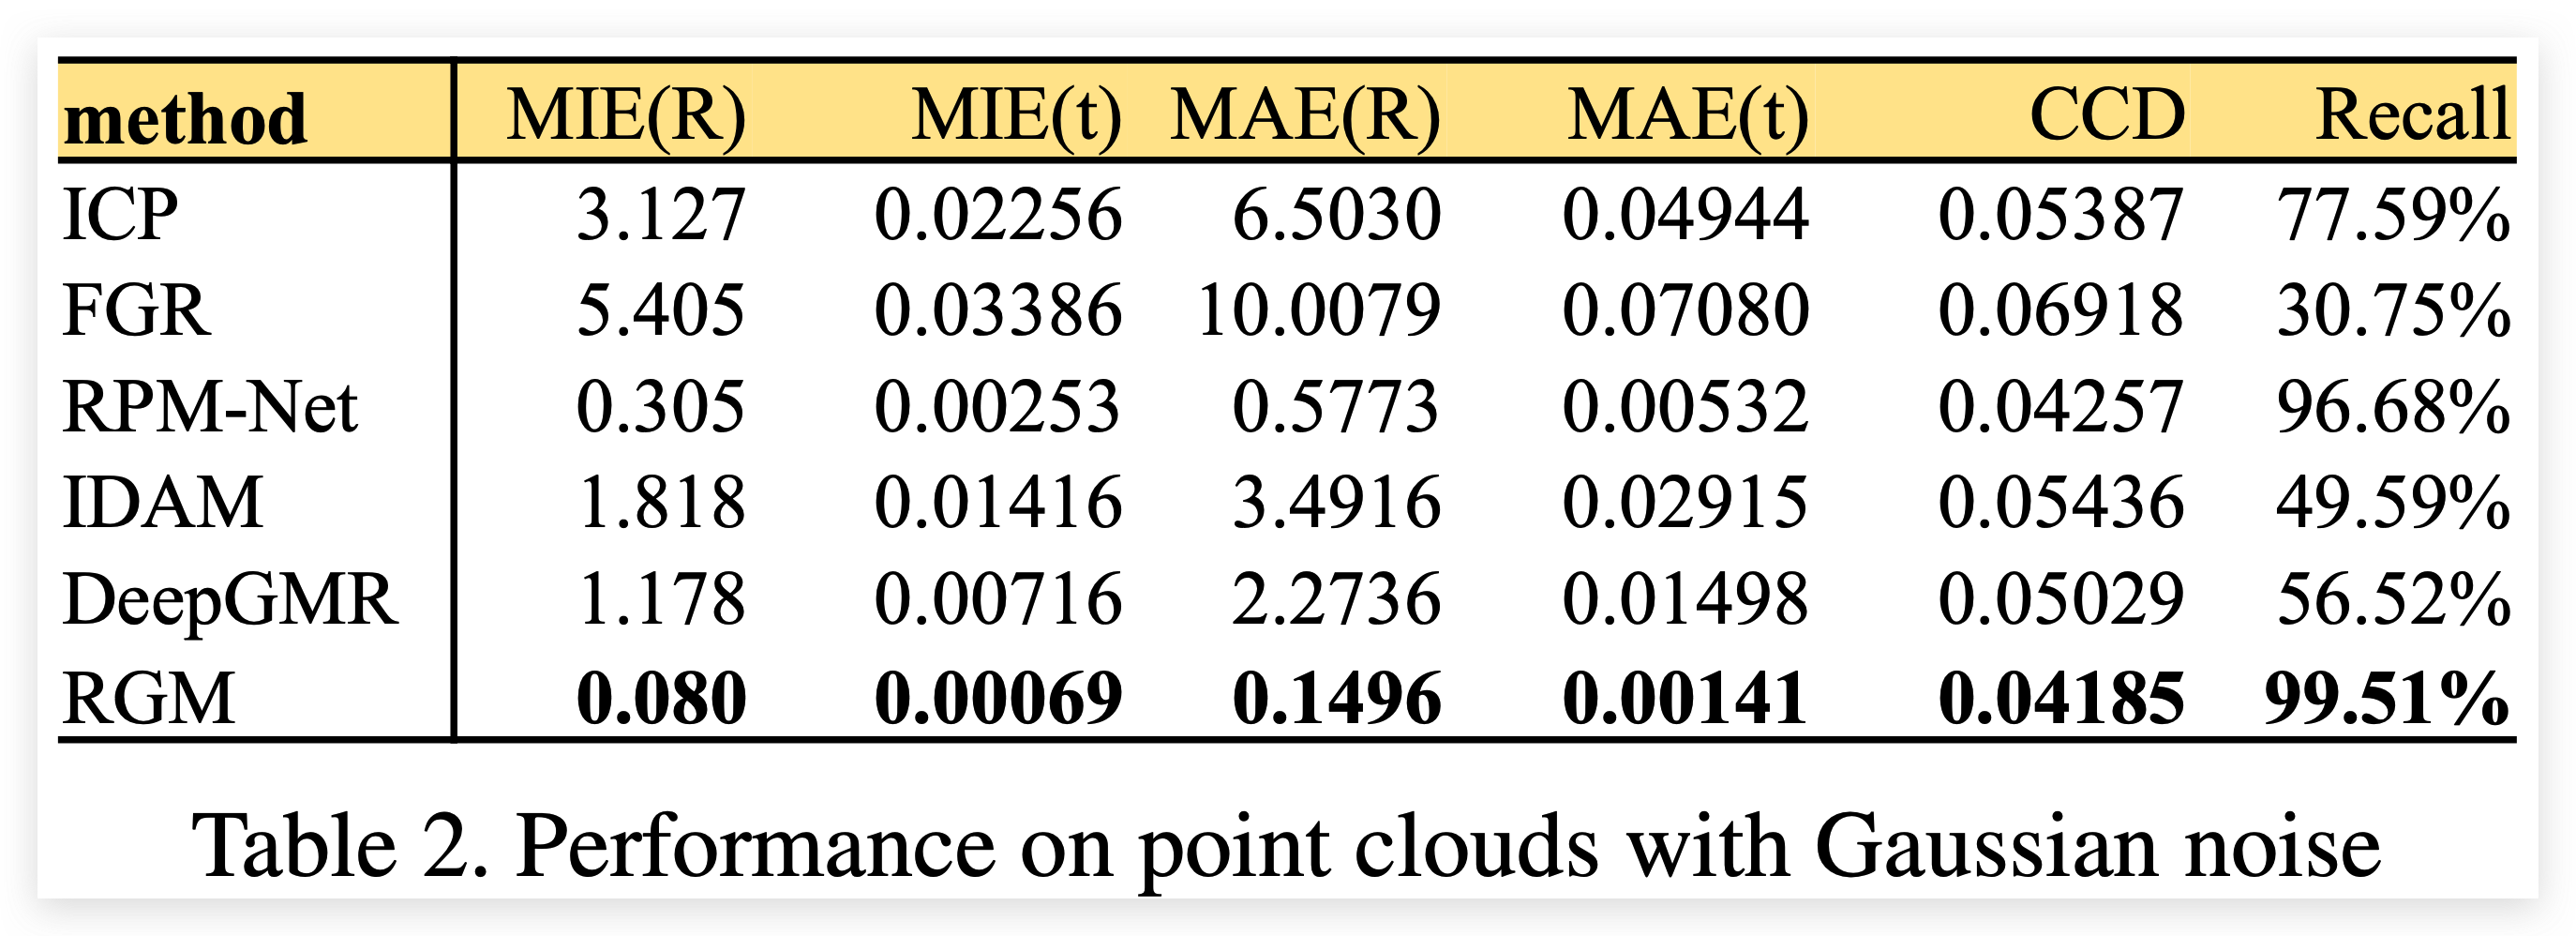 method MIE(R) MIE(t) MAE(R) MAE(t) CCD Recall
ICP 3.127 0.02256 6.5030 0.04944 0.05387 77.59%
FGR 5.405 0.03386 10.0079 0.07080 0.06918 30.75%
RPM-Net 0.305 0.00253 0.5773 0.00532 0.04257 96.68%
IDAM 1.818 0.01416 3.4916 0.02915 0.05436 49.59%
DeepGMR 1.178 0.00716 2.2736 0.01498 0.05029 56.52%
RGM 0.080 0.00069 0.1496 0.00141 0.04185 99.51%
Table 2. Performance on point clouds with Gaussian noise